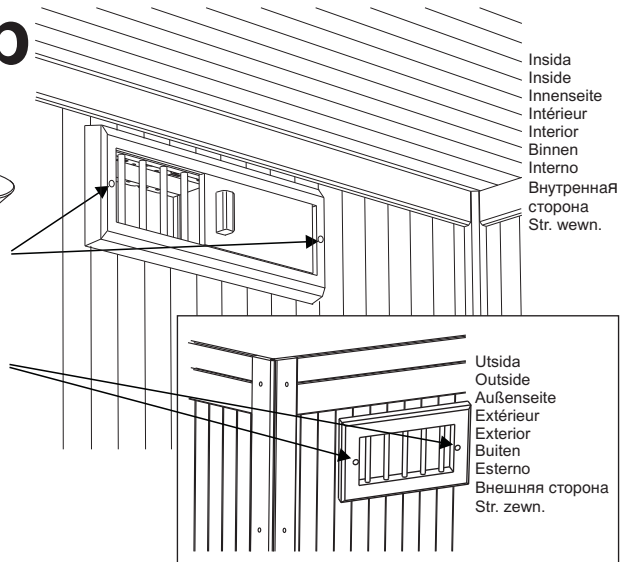 Insida
Inside
Innenseite
Intérieur
Interior
Binnen
Interno
Внутренная
сторона
Str. wewn.
Utsida
Outside
Außenseite
Extérieur
Exterior
Buiten
Esterno
Внешняя сторона
Str. zewn.